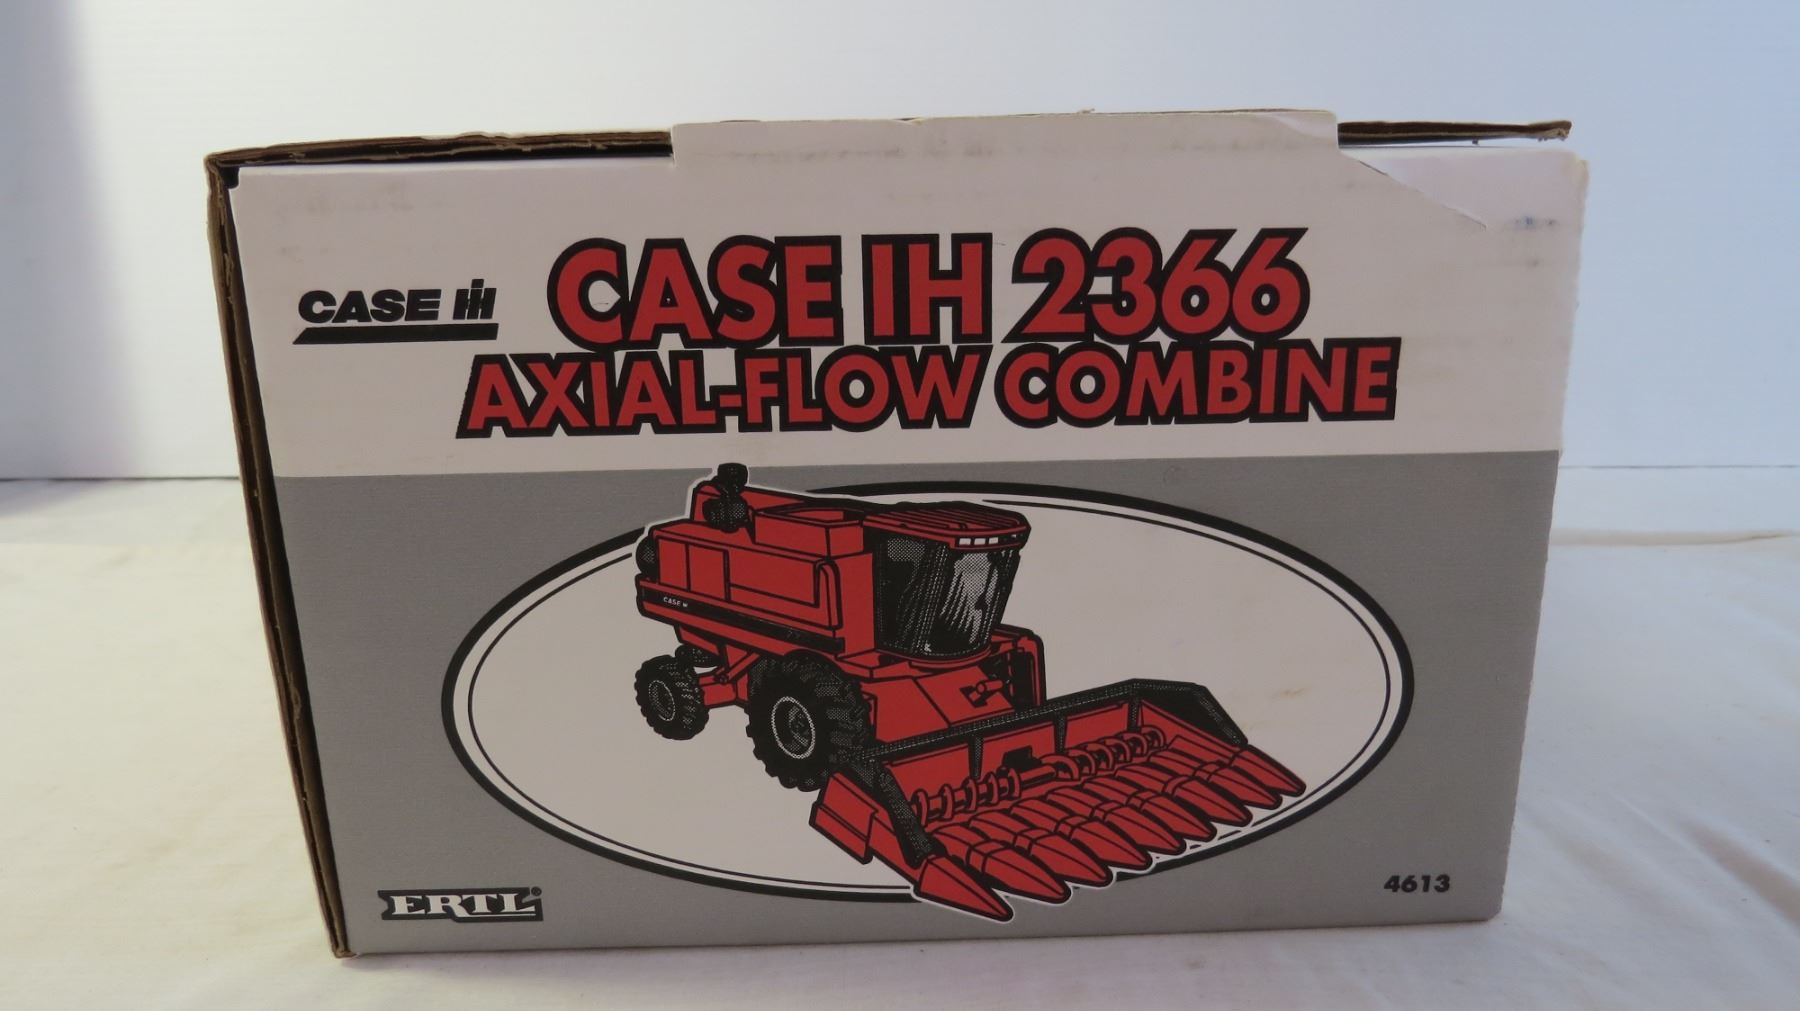 CASE IH
CASE IH 2366
AXIAL-FLOW COMBINE
CASE IH
ERTL®
4613